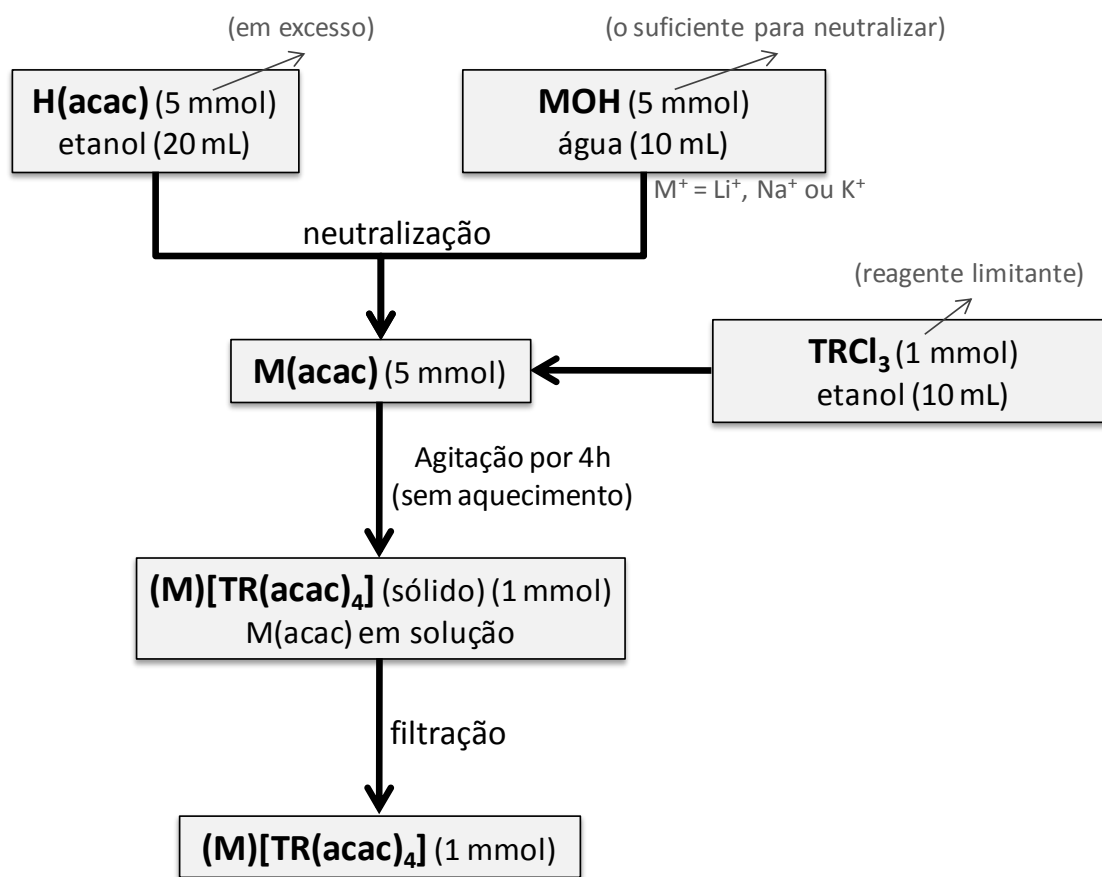 (em excesso)
(o suficiente para neutralizar)
H(acac) (5 mmol)
etanol (20 mL)
MOH (5 mmol)
água (10 mL)
M⁺ = Li⁺, Na⁺ ou K⁺
neutralização
(reagente limitante)
M(acac) (5 mmol)
TRCl₃ (1 mmol)
etanol (10 mL)
Agitação por 4h
(sem aquecimento)
(M)[TR(acac)₄] (sólido) (1 mmol)
M(acac) em solução
filtração
(M)[TR(acac)₄] (1 mmol)